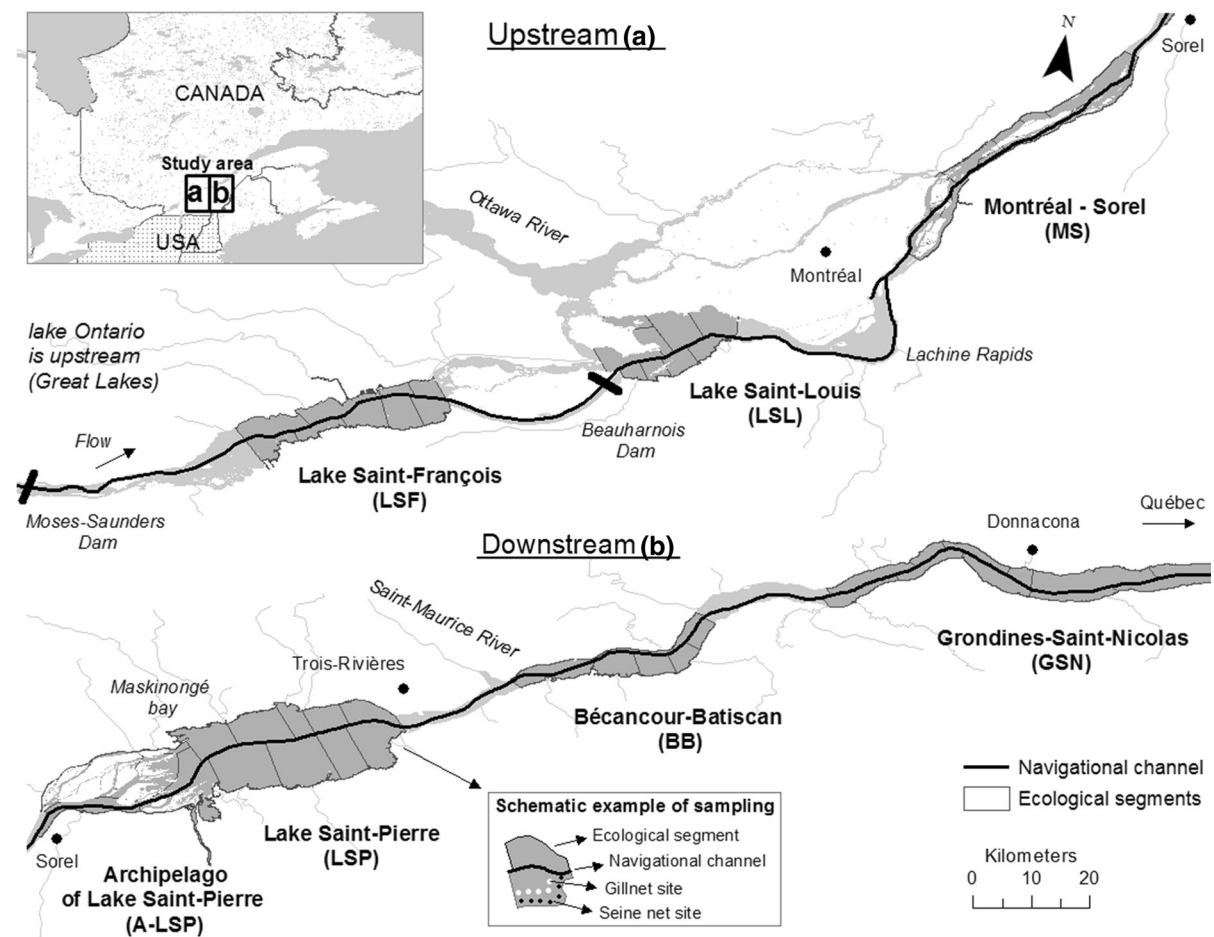 Upstream (a)
N
Sorel
CANADA
Study area
a b
USA
Ottawa River
Montréal - Sorel
(MS)
Montréal
lake Ontario
is upstream
(Great Lakes)
Lachine Rapids
Lake Saint-Louis
(LSL)
Flow
Beauharnois
Dam
Lake Saint-François
(LSF)
Moses-Saunders
Dam
Downstream (b)
Québec
Donnacona
Saint-Maurice River
Grondines-Saint-Nicolas
(GSN)
Trois-Rivières
Maskinongé
bay
Bécancour-Batiscan
(BB)
Navigational channel
Ecological segments
Schematic example of sampling
Ecological segment
Navigational channel
Gillnet site
Seine net site
Lake Saint-Pierre
(LSP)
Sorel
Archipelago
of Lake Saint-Pierre
(A-LSP)
Kilometers
0 10 20